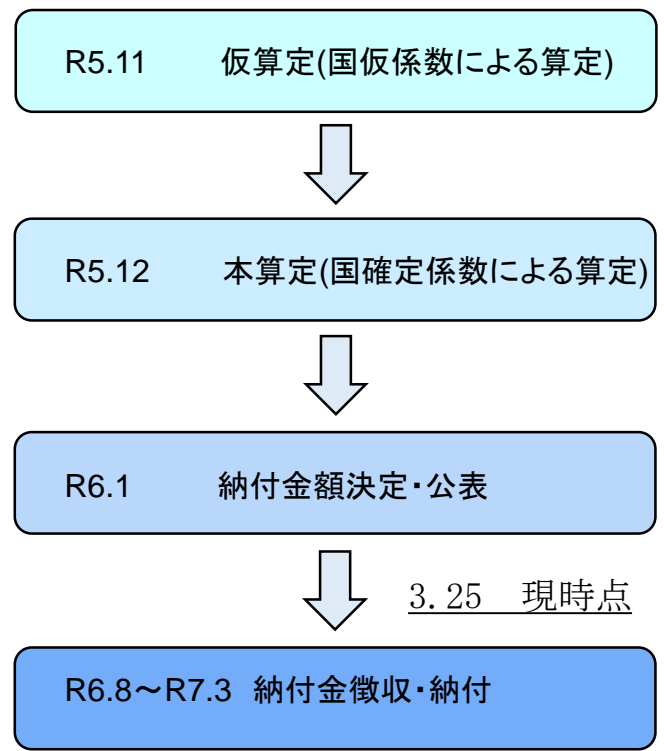 R5.11 仮算定(国仮係数による算定)
R5.12 本算定(国確定係数による算定)
R6.1 納付金額決定・公表
3.25 現時点
R6.8～R7.3 納付金徴収・納付